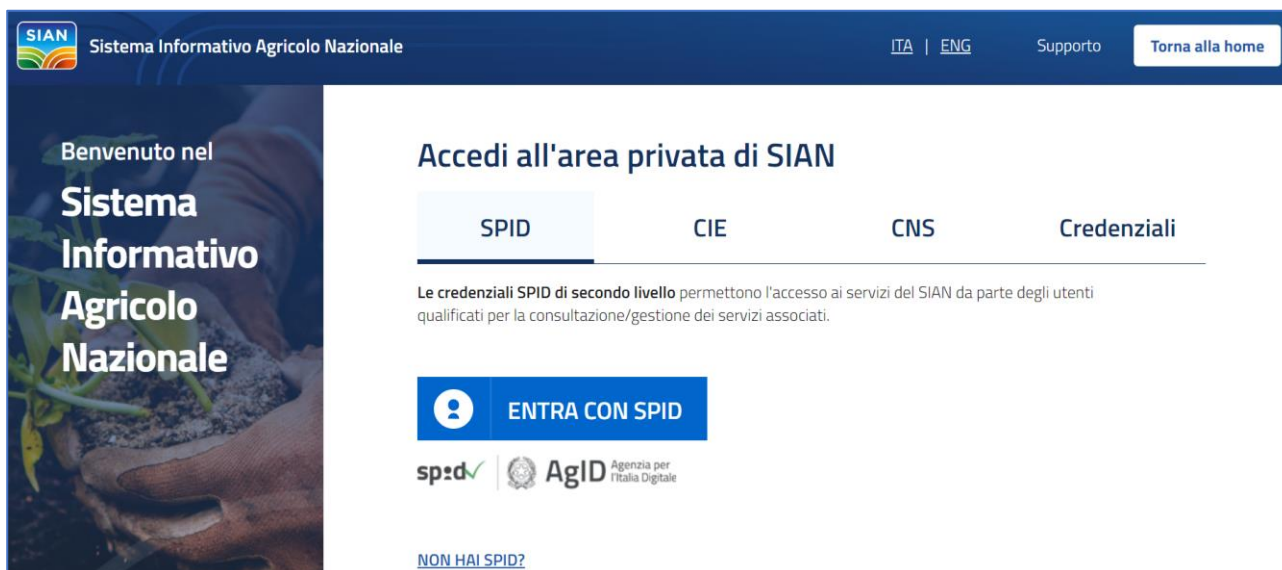 SIAN
Sistema Informativo Agricolo Nazionale
ITA | ENG
Supporto
Torna alla home
Benvenuto nel
Sistema
Informativo
Agricolo
Nazionale
Accedi all'area privata di SIAN
SPID
CIE
CNS
Credenziali
Le credenziali SPID di secondo livello permettono l'accesso ai servizi del SIAN da parte degli utenti
qualificati per la consultazione/gestione dei servizi associati.
ENTRA CON SPID
spid
AgID
Agenzia per
l'Italia Digitale
NON HAI SPID?